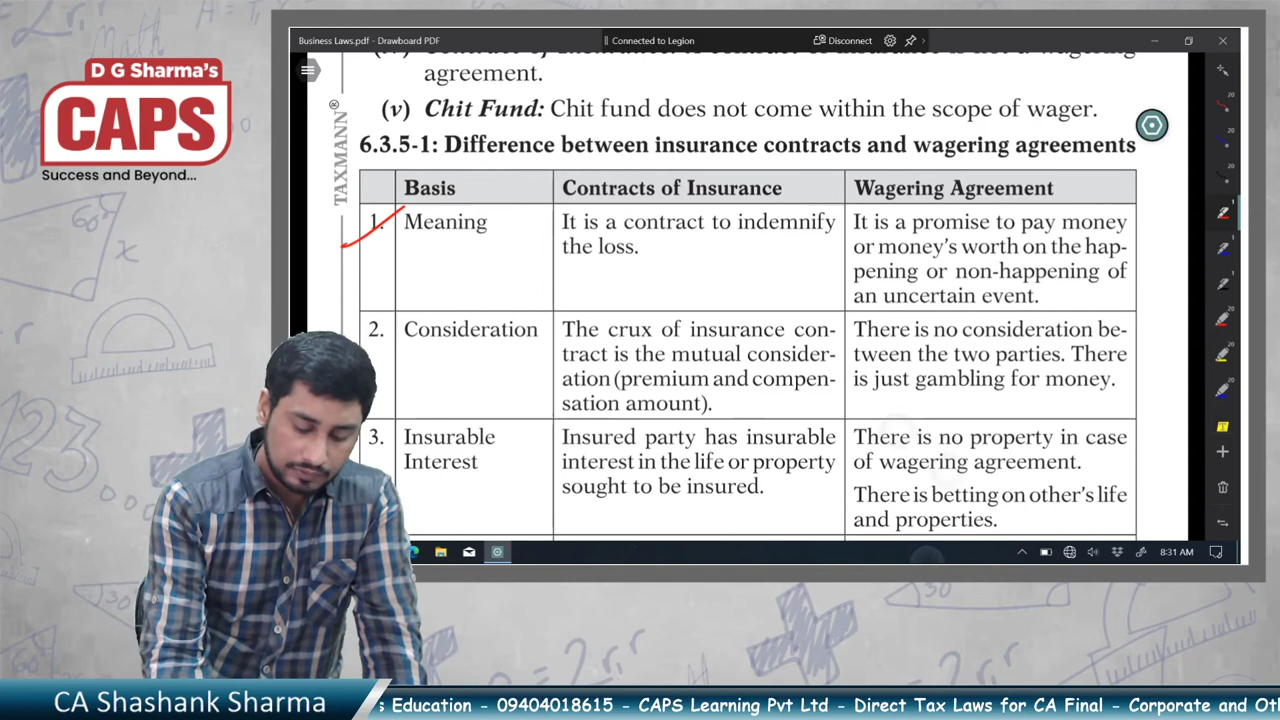 D G Sharma's
CAPS
Success and Beyond...
Business Laws.pdf - Drawboard PDF
Connected to Legion
Disconnect
agreement.
(v) Chit Fund: Chit fund does not come within the scope of wager.
TAXMANN®
6.3.5-1: Difference between insurance contracts and wagering agreements
Basis
Contracts of Insurance
Wagering Agreement
1.
Meaning
It is a contract to indemnify
the loss.
It is a promise to pay money
or money's worth on the hap-
pening or non-happening of
an uncertain event.
2.
Consideration
The crux of insurance con-
tract is the mutual consider-
ation (premium and compen-
sation amount).
There is no consideration be-
tween the two parties. There
is just gambling for money.
3.
Insurable
Interest
Insured party has insurable
interest in the life or property
sought to be insured.
There is no property in case
of wagering agreement.
There is betting on other's life
and properties.
8:31 AM
CA Shashank Sharma
Education - 09404018615 - CAPS Learning Pvt Ltd - Direct Tax Laws for CA Final - Corporate and Ot